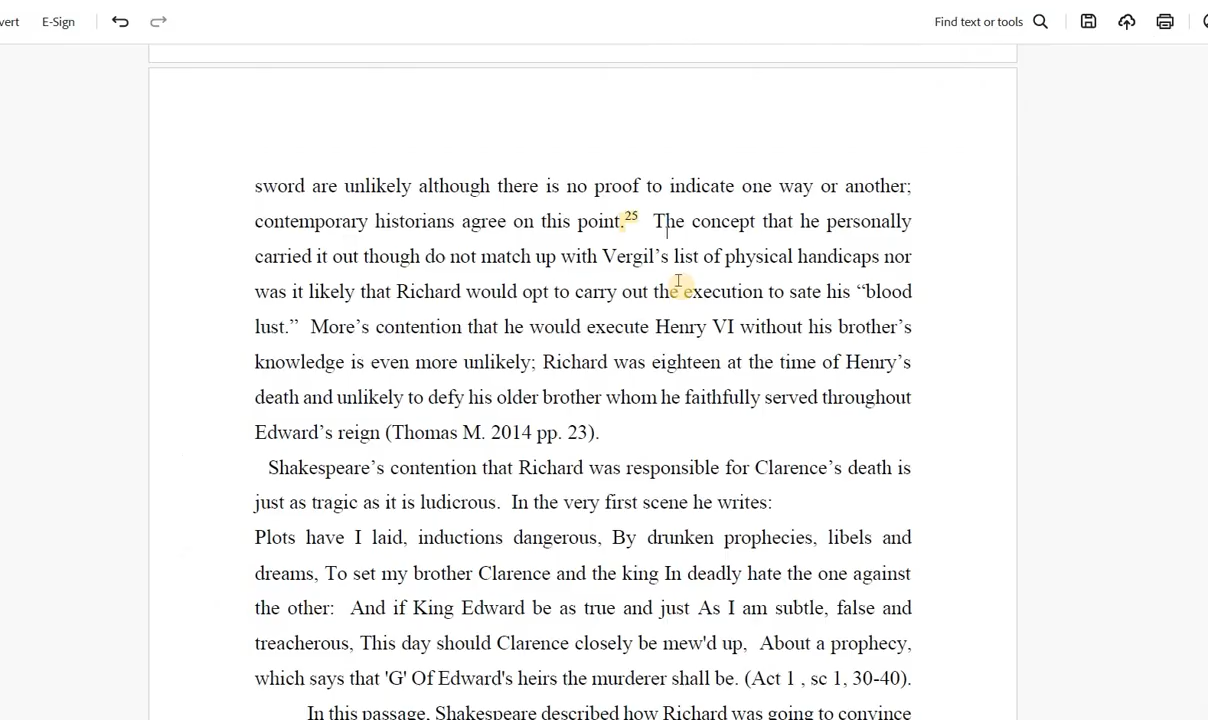 vert E-Sign Find text or tools
sword are unlikely although there is no proof to indicate one way or another;
contemporary historians agree on this point.25 The concept that he personally
carried it out though do not match up with Vergil’s list of physical handicaps nor
was it likely that Richard would opt to carry out the execution to sate his “blood
lust.” More’s contention that he would execute Henry VI without his brother’s
knowledge is even more unlikely; Richard was eighteen at the time of Henry’s
death and unlikely to defy his older brother whom he faithfully served throughout
Edward’s reign (Thomas M. 2014 pp. 23).
Shakespeare’s contention that Richard was responsible for Clarence’s death is
just as tragic as it is ludicrous. In the very first scene he writes:
Plots have I laid, inductions dangerous, By drunken prophecies, libels and
dreams, To set my brother Clarence and the king In deadly hate the one against
the other: And if King Edward be as true and just As I am subtle, false and
treacherous, This day should Clarence closely be mew'd up, About a prophecy,
which says that 'G' Of Edward's heirs the murderer shall be. (Act 1 , sc 1, 30-40).
In this passage, Shakespeare described how Richard was going to convince